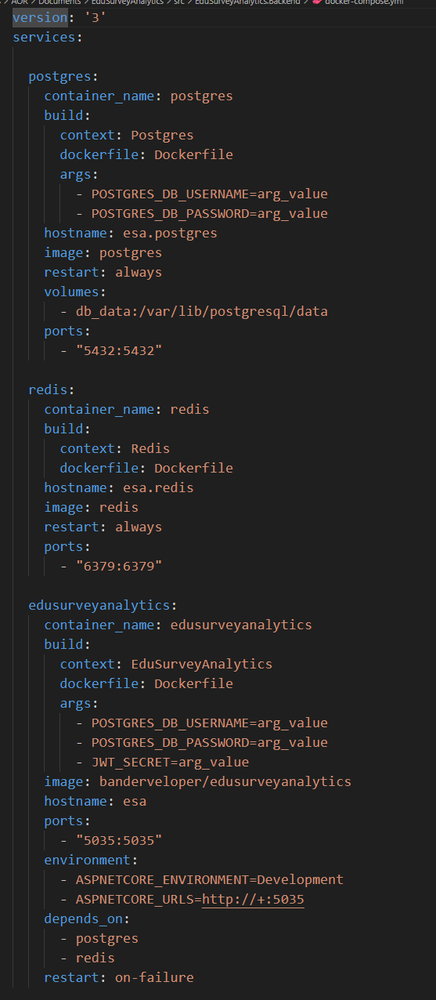 AOR > Documents > EduSurveyAnalytics > src > EduSurveyAnalytics.Backend > docker-compose.yml
version: '3'
services:
  postgres:
    container_name: postgres
    build:
      context: Postgres
      dockerfile: Dockerfile
      args:
        - POSTGRES_DB_USERNAME=arg_value
        - POSTGRES_DB_PASSWORD=arg_value
    hostname: esa.postgres
    image: postgres
    restart: always
    volumes:
      - db_data:/var/lib/postgresql/data
    ports:
      - "5432:5432"
  redis:
    container_name: redis
    build:
      context: Redis
      dockerfile: Dockerfile
    hostname: esa.redis
    image: redis
    restart: always
    ports:
      - "6379:6379"
  edusurveyanalytics:
    container_name: edusurveyanalytics
    build:
      context: EduSurveyAnalytics
      dockerfile: Dockerfile
      args:
        - POSTGRES_DB_USERNAME=arg_value
        - POSTGRES_DB_PASSWORD=arg_value
        - JWT_SECRET=arg_value
    image: banderveloper/edusurveyanalytics
    hostname: esa
    ports:
      - "5035:5035"
    environment:
      - ASPNETCORE_ENVIRONMENT=Development
      - ASPNETCORE_URLS=http://+:5035
    depends_on:
      - postgres
      - redis
    restart: on-failure